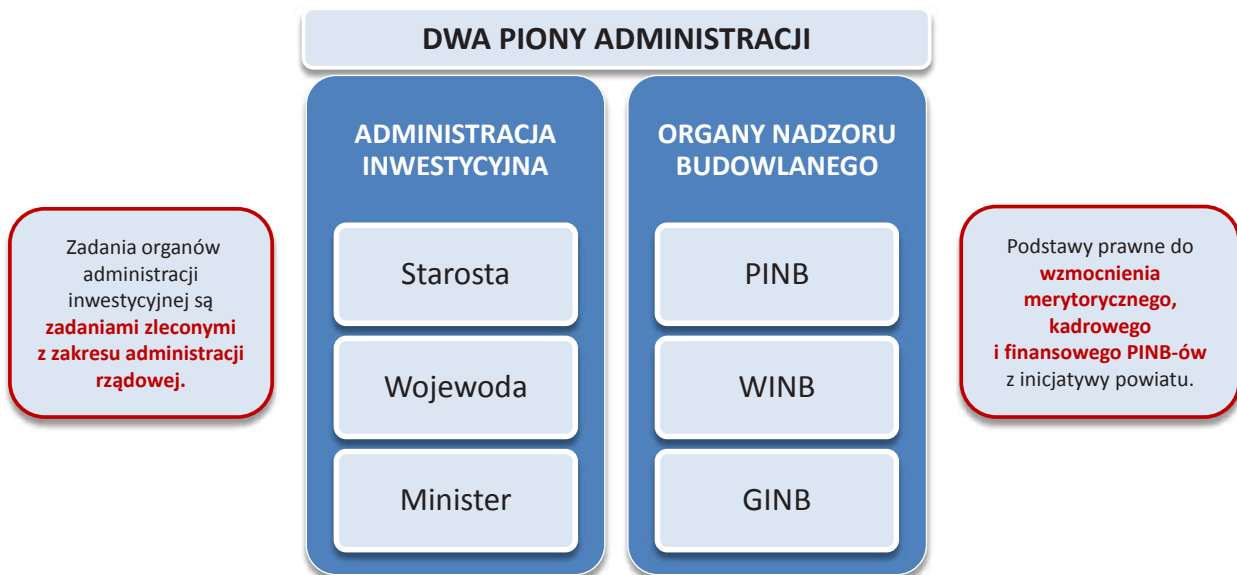 DWA PIONY ADMINISTRACJI
ADMINISTRACJA
INWESTYCYJNA
Starosta
Wojewoda
Minister
ORGANY NADZORU
BUDOWLANEGO
PINB
WINB
GINB
Zadania organów
administracji
inwestycyjnej są
zadaniami zleconymi
z zakresu administracji
rządowej.
Podstawy prawne do
wzmocnienia
merytorycznego,
kadrowego
i finansowego PINB-ów
z inicjatywy powiatu.